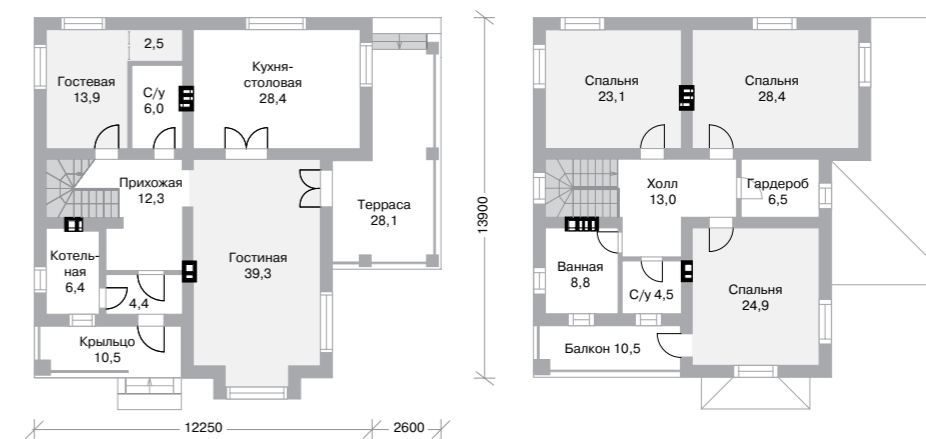 2,5
Гостевая
13,9
С/у
6,0
Кухня-
столовая
28,4
Прихожая
12,3
Терраса
28,1
Котель-
ная
6,4
Гостиная
39,3
4,4
Крыльцо
10,5
12250
2600
13900
Спальня
23,1
Спальня
28,4
Холл
13,0
Гардероб
6,5
Ванная
8,8
С/у 4,5
Спальня
24,9
Балкон 10,5